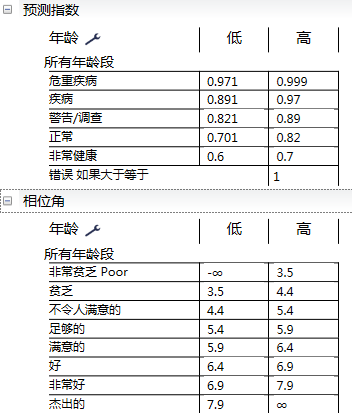 预测指数
年龄 低 高
所有年龄段
危重疾病 0.971 0.999
疾病 0.891 0.97
警告/调查 0.821 0.89
正常 0.701 0.82
非常健康 0.6 0.7
错误 如果大于等于 1
相位角
年龄 低 高
所有年龄段
非常贫乏 Poor -∞ 3.5
贫乏 3.5 4.4
不令人满意的 4.4 5.4
足够的 5.4 5.9
满意的 5.9 6.4
好 6.4 6.9
非常好 6.9 7.9
杰出的 7.9 ∞